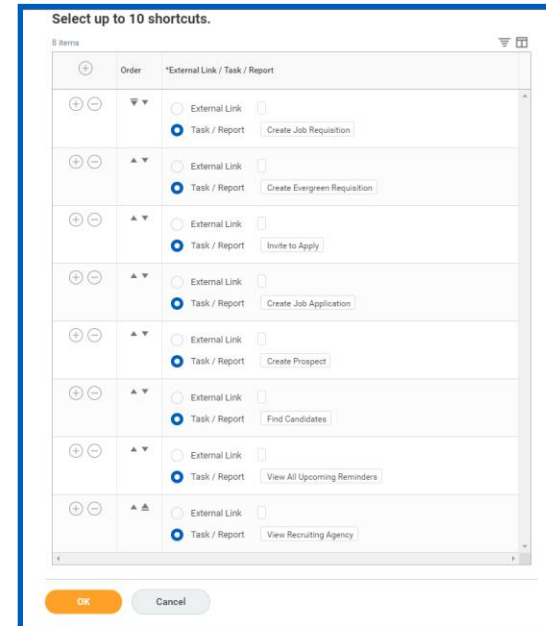 Select up to 10 shortcuts.
8 items
Order *External Link / Task / Report
External Link
Task / Report Create Job Requisition
External Link
Task / Report Create Evergreen Requisition
External Link
Task / Report Invite to Apply
External Link
Task / Report Create Job Application
External Link
Task / Report Create Prospect
External Link
Task / Report Find Candidates
External Link
Task / Report View All Upcoming Reminders
External Link
Task / Report View Recruiting Agency
OK Cancel